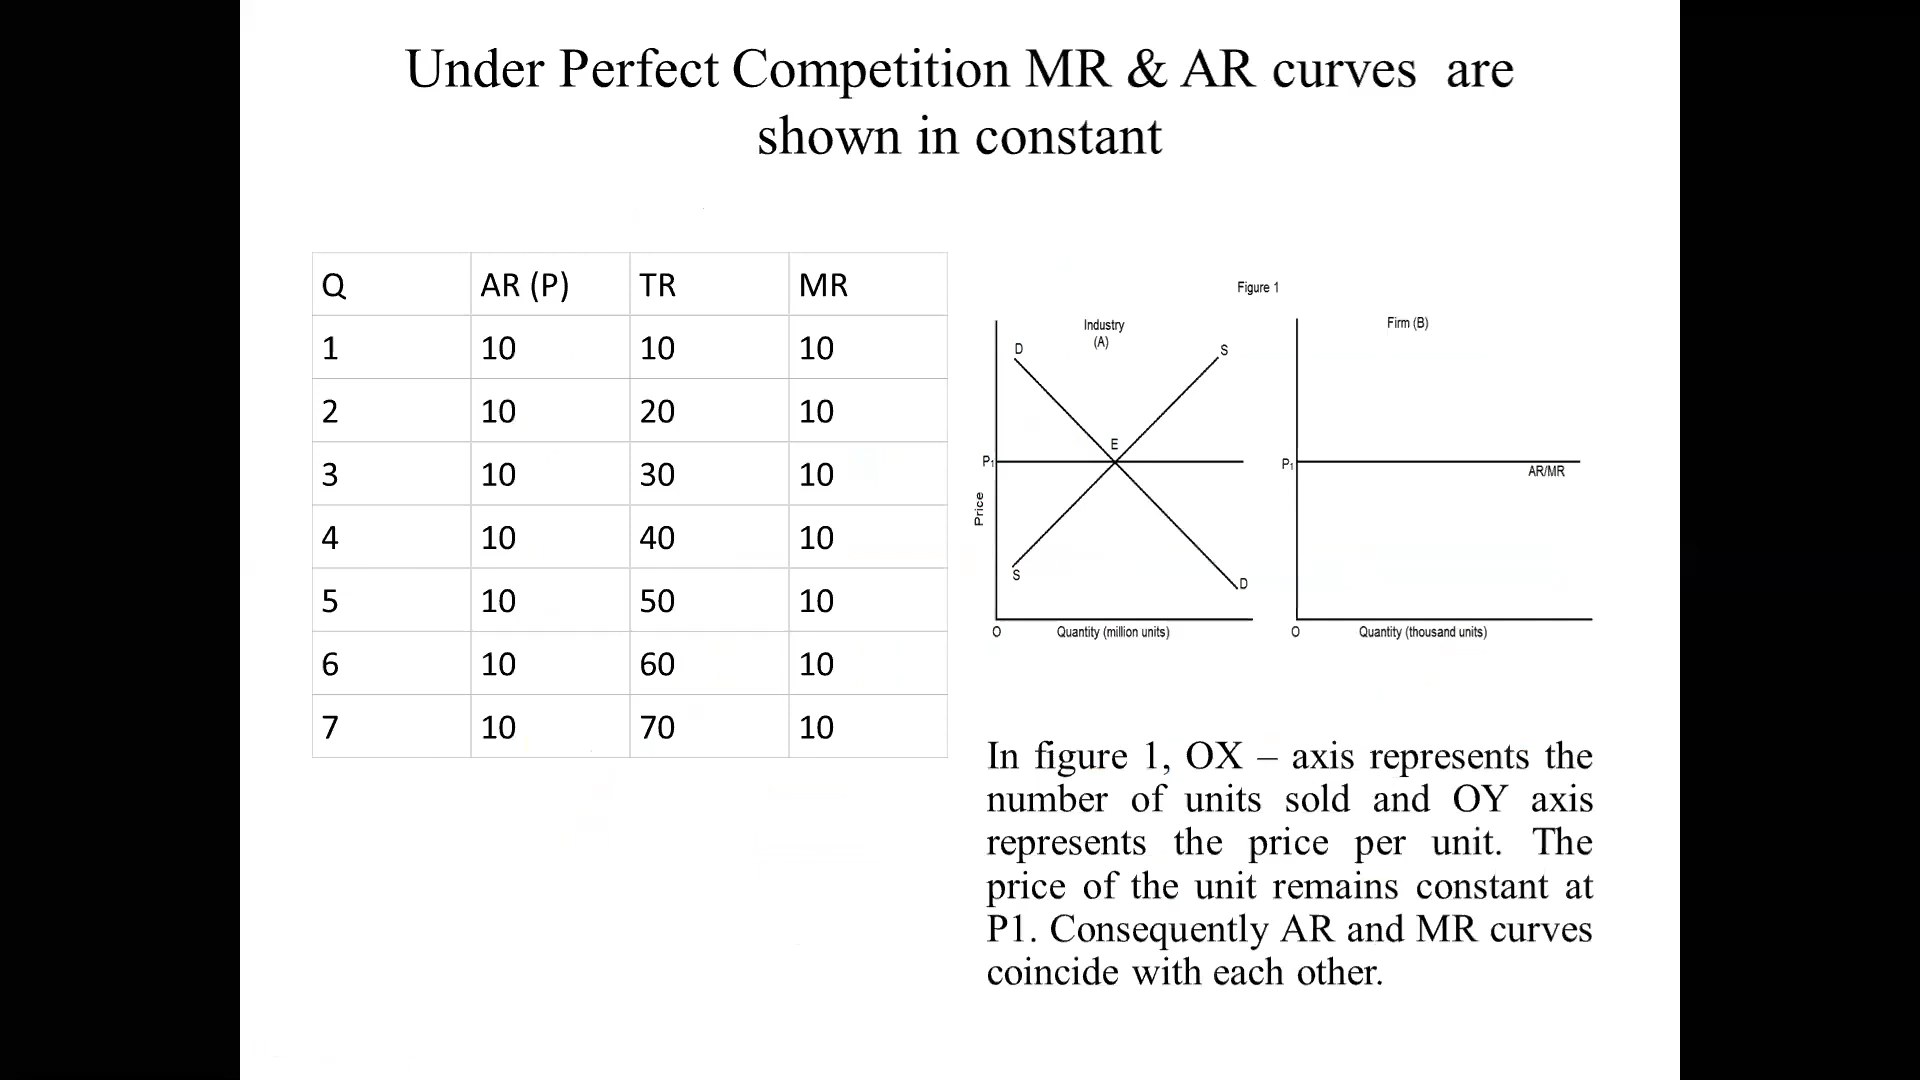 Under Perfect Competition MR & AR curves are
shown in constant
Q AR (P) TR MR
1 10 10 10
2 10 20 10
3 10 30 10
4 10 40 10
5 10 50 10
6 10 60 10
7 10 70 10
Figure 1
Industry
(A)
D
S
E
P1
Price
S
D
O
Quantity (million units)
Firm (B)
P1
AR/MR
O
Quantity (thousand units)
In figure 1, OX – axis represents the
number of units sold and OY axis
represents the price per unit. The
price of the unit remains constant at
P1. Consequently AR and MR curves
coincide with each other.